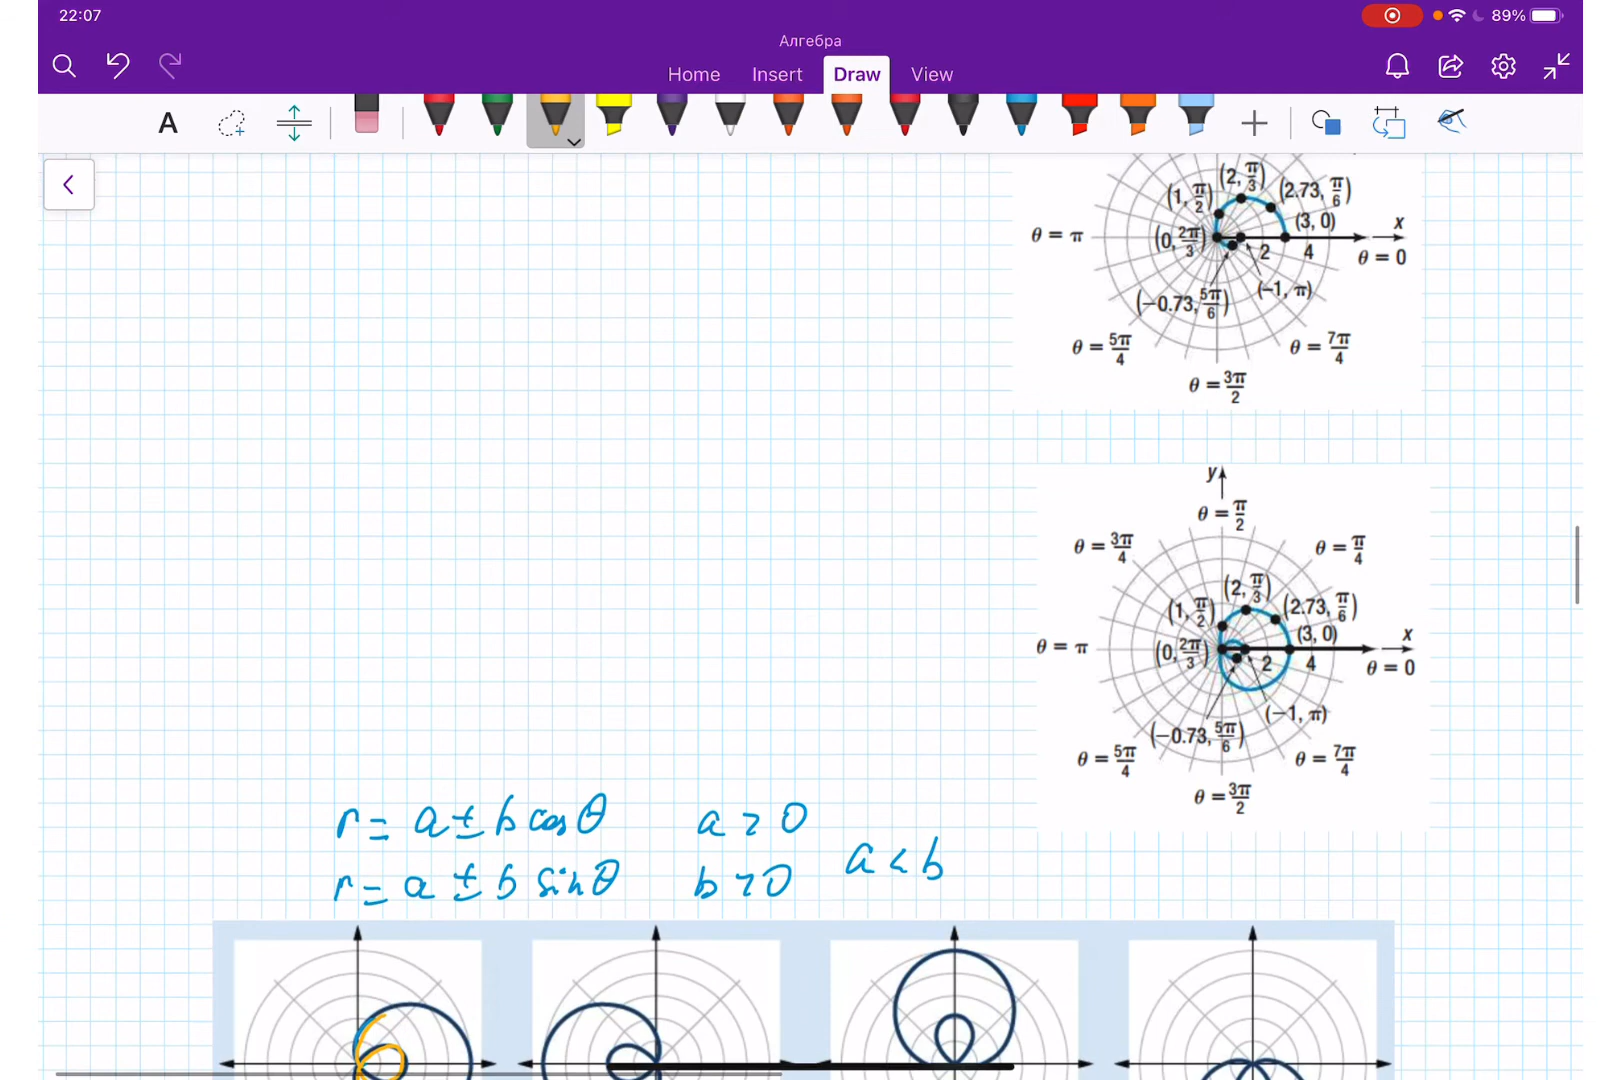 22:07
89%
Алгебра
Home Insert Draw View
A
(1, π/2) (2, π/3) (2.73, π/6)
(3, 0) x
θ = π (0, 2π/3) 2 4 θ = 0
(−0.73, 5π/6) (−1, π)
θ = 5π/4 θ = 7π/4
θ = 3π/2
y
θ = π/2
θ = 3π/4 θ = π/4
(1, π/2) (2, π/3) (2.73, π/6)
(3, 0) x
θ = π (0, 2π/3) 2 4 θ = 0
(−0.73, 5π/6) (−1, π)
θ = 5π/4 θ = 7π/4
θ = 3π/2
r = a ± b cos θ a > 0
r = a ± b sin θ b > 0 a < b